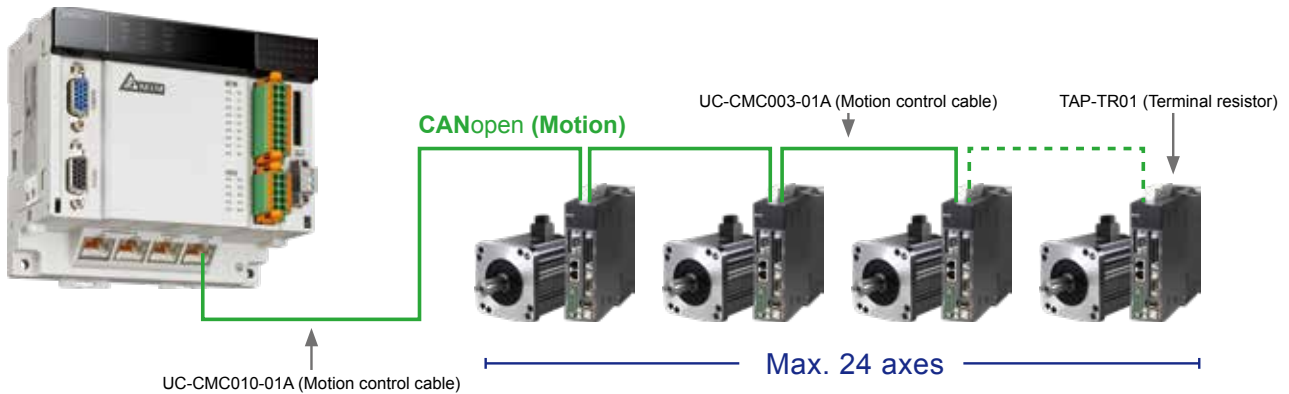 UC-CMC003-01A (Motion control cable)
TAP-TR01 (Terminal resistor)
CANopen (Motion)
Max. 24 axes
UC-CMC010-01A (Motion control cable)